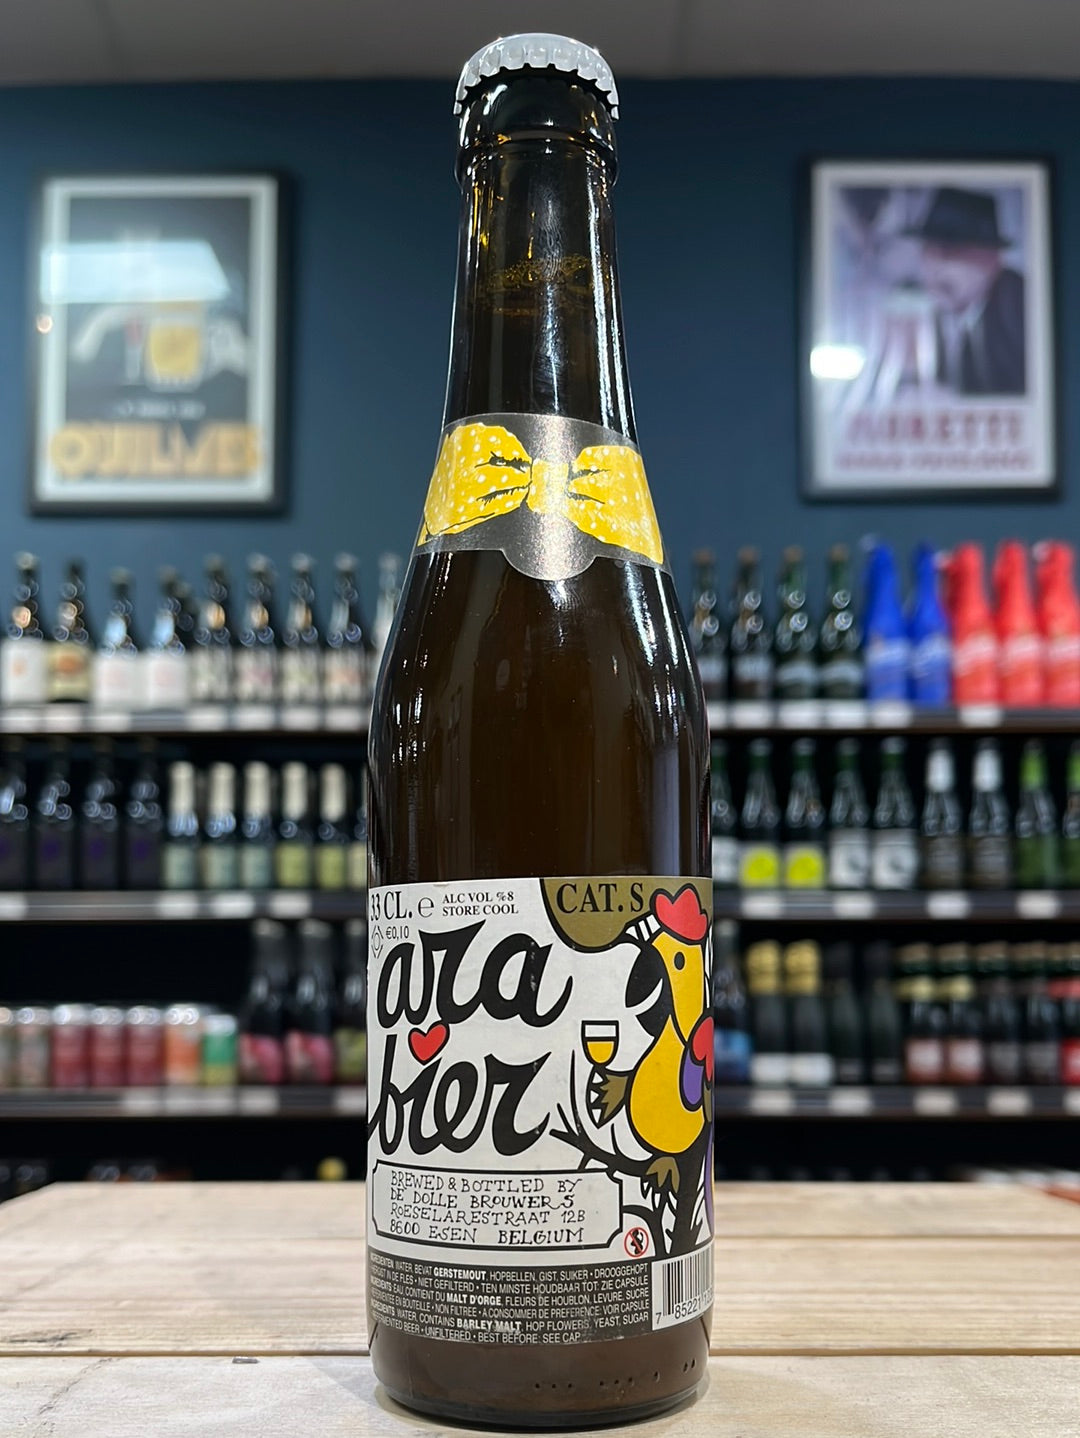 QUILMES
MORETTI
33 CL. e
ALC VOL %8
STORE COOL
CAT. S
€0,10
ara
bier
BREWED & BOTTLED BY
DE DOLLE BROUWERS
ROESELARESTRAAT 12B
8600 ESEN BELGIUM
INGREDIENTEN: WATER, BEVAT GERSTEMOUT, HOPBELLEN, GIST, SUIKER • DROOGGEHOPT
HERGIST IN DE FLES • NIET GEFILTERD • TEN MINSTE HOUDBAAR TOT: ZIE CAPSULE
INGREDIENTS: EAU CONTIENT DU MALT D'ORGE, FLEURS DE HOUBLON, LEVURE, SUCRE
EN BOUTEILLE • NON FILTREE • A CONSOMMER DE PREFERENCE: VOIR CAPSULE
INGREDIENTS: WATER, CONTAINS BARLEY MALT, HOP FLOWERS, YEAST, SUGAR
BEER • UNFILTERED • BEST BEFORE: SEE CAP
7 85221